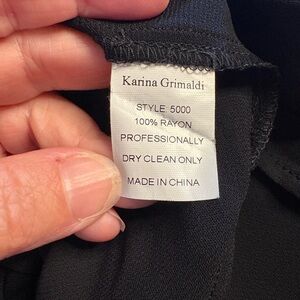 Karina Grimaldi
STYLE 5000
100% RAYON
PROFESSIONALLY
DRY CLEAN ONLY
MADE IN CHINA